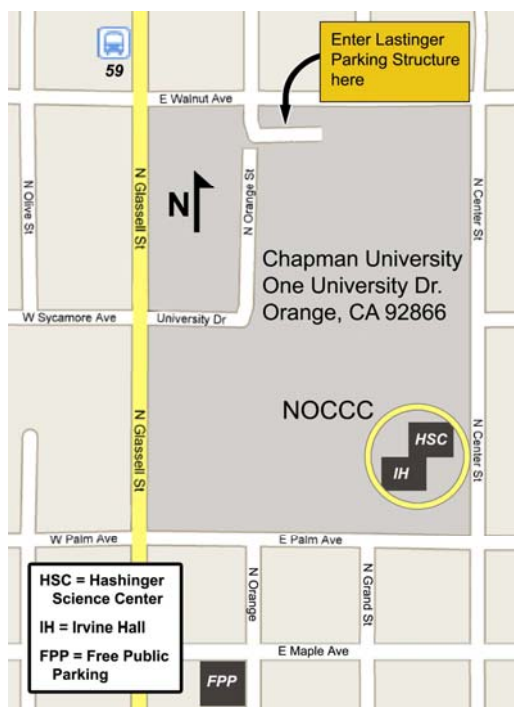 Enter Lastinger
Parking Structure
here
59
E Walnut Ave
N Olive St
N Glassell St
N
N Orange St
N Center St
Chapman University
One University Dr.
Orange, CA 92866
W Sycamore Ave
University Dr
NOCCC
N Glassell St
HSC
IH
N Center St
W Palm Ave
E Palm Ave
HSC = Hashinger
Science Center
IH = Irvine Hall
FPP = Free Public
Parking
N Orange
N Grand St
E Maple Ave
FPP